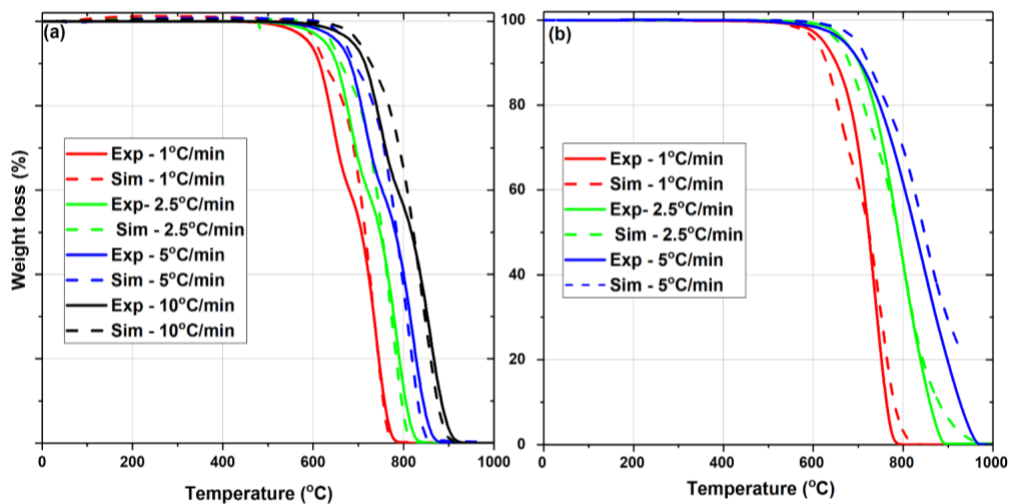 (a)
Weight loss (%)
Exp - 1°C/min
Sim - 1°C/min
Exp- 2.5°C/min
Sim - 2.5°C/min
Exp - 5°C/min
Sim - 5°C/min
Exp - 10°C/min
Sim - 10°C/min
0 200 400 600 800 1000
Temperature (°C)
(b)
100
80
60
40
20
0
Exp - 1°C/min
Sim - 1°C/min
Exp- 2.5°C/min
Sim - 2.5°C/min
Exp - 5°C/min
Sim - 5°C/min
0 200 400 600 800 1000
Temperature (°C)